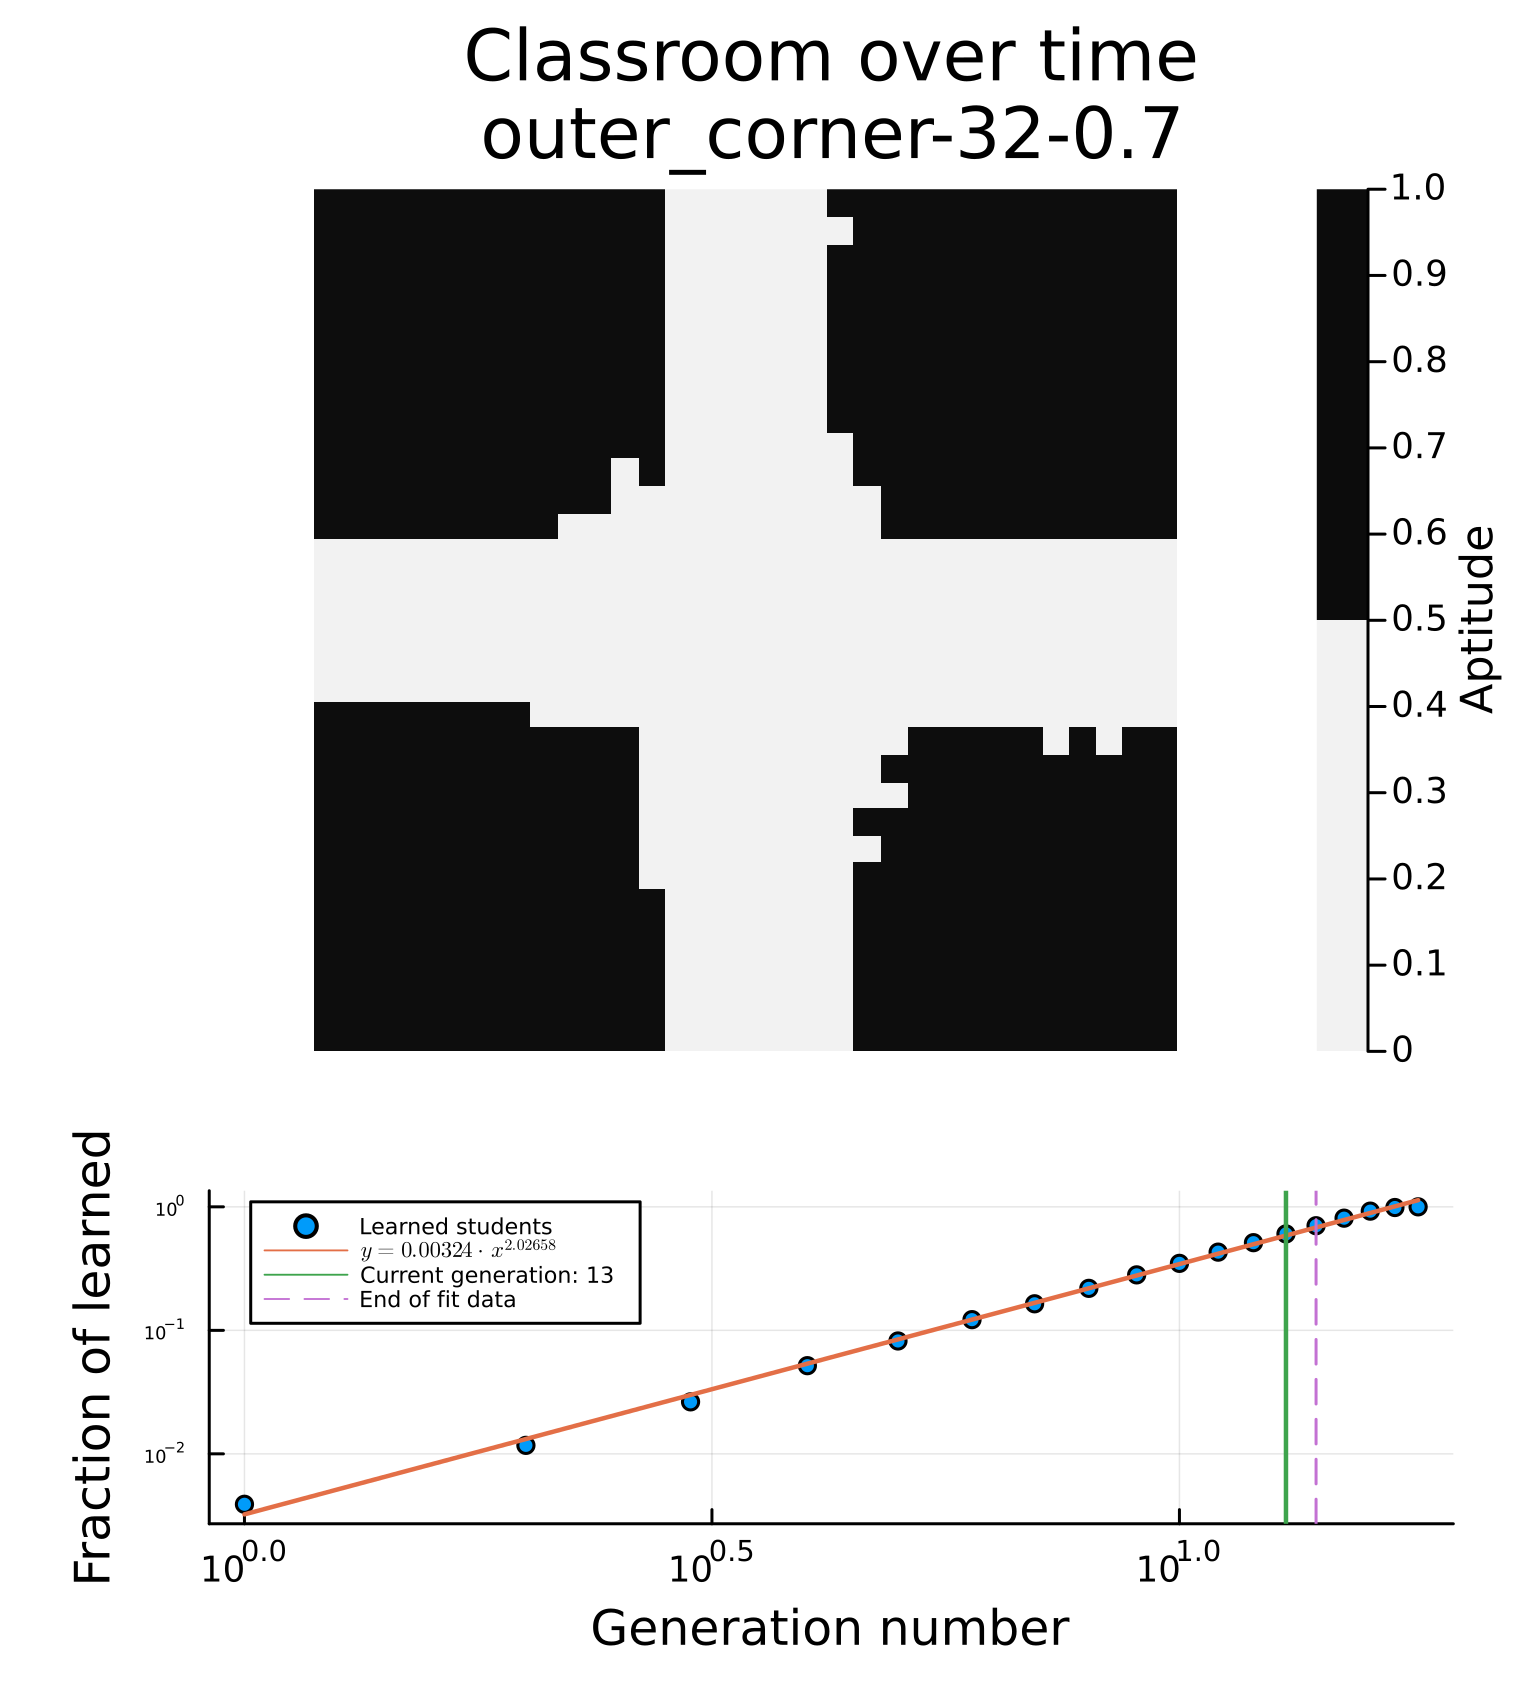 Classroom over time
outer_corner-32-0.7
1.0
0.9
0.8
0.7
0.6
0.5
0.4
0.3
0.2
0.1
0
Aptitude
Fraction of learned
10^0
10^−1
10^−2
Learned students
y = 0.00324 · x^2.02658
Current generation: 13
End of fit data
10^0.0 10^0.5 10^1.0
Generation number